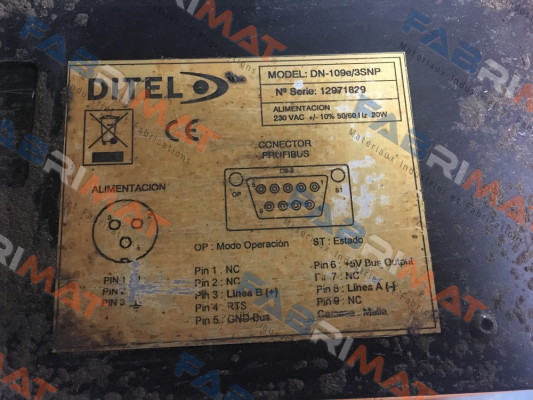 DITEL
MODEL: DN-109e/3SNP
Nº Serie: 12971829
ALIMENTACION
230 VAC +/- 10% 50/60 Hz 20W
CE
CONECTOR
PROFIBUS
DB-9
OP
ST
ALIMENTACION
OP : Modo Operación
ST : Estado
PIN 1
PIN 2
PIN 3
Pin 1 : NC
Pin 2 : NC
Pin 3 : Línea B (+)
Pin 4 : RTS
Pin 5 : GND Bus
Pin 6 : +5V Bus Output
Pin 7 : NC
Pin 8 : Línea A (-)
Pin 9 : NC
Carcasa : Malla
FABRIMAT